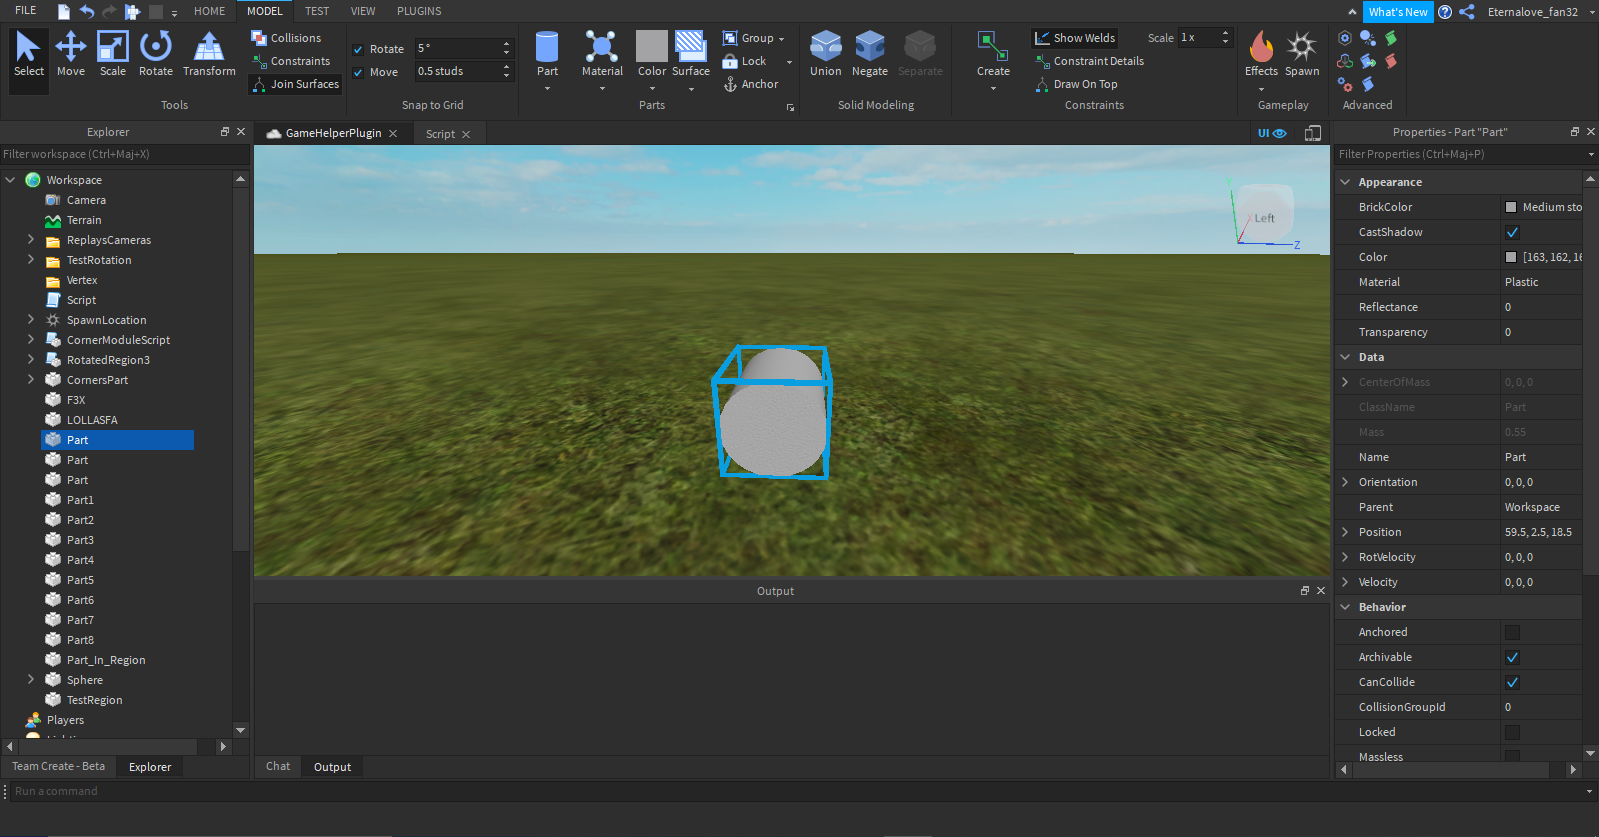 FILE HOME MODEL TEST VIEW PLUGINS What's New Eternalove_fan32
Select Move Scale Rotate Transform
Collisions
Constraints
Join Surfaces
Tools
Rotate 5°
Move 0.5 studs
Snap to Grid
Part Material Color Surface
Group
Lock
Anchor
Parts
Union Negate Separate
Solid Modeling
Create
Show Welds Scale 1 x
Constraint Details
Draw On Top
Constraints
Effects Spawn
Gameplay
Advanced
Explorer
Filter workspace (Ctrl+Maj+X)
Workspace
Camera
Terrain
ReplaysCameras
TestRotation
Vertex
Script
SpawnLocation
CornerModuleScript
RotatedRegion3
CornersPart
F3X
LOLLASFA
Part
Part
Part
Part1
Part2
Part3
Part4
Part5
Part6
Part7
Part8
Part_In_Region
Sphere
TestRegion
Players
Team Create - Beta Explorer
GameHelperPlugin Script UI
Left
Y
Z
Output
Chat Output
Properties - Part "Part"
Filter Properties (Ctrl+Maj+P)
Appearance
BrickColor Medium sto
CastShadow
Color [163, 162, 16
Material Plastic
Reflectance 0
Transparency 0
Data
CenterOfMass 0, 0, 0
ClassName Part
Mass 0.55
Name Part
Orientation 0, 0, 0
Parent Workspace
Position 59.5, 2.5, 18.5
RotVelocity 0, 0, 0
Velocity 0, 0, 0
Behavior
Anchored
Archivable
CanCollide
CollisionGroupId 0
Locked
Massless
Run a command